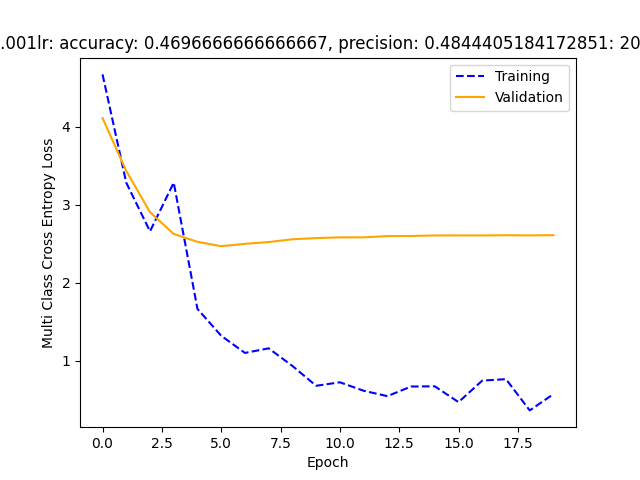 .001lr: accuracy: 0.4696666666666667, precision: 0.4844405184172851: 20
Training
Validation
Multi Class Cross Entropy Loss
4
3
2
1
0.0 2.5 5.0 7.5 10.0 12.5 15.0 17.5
Epoch